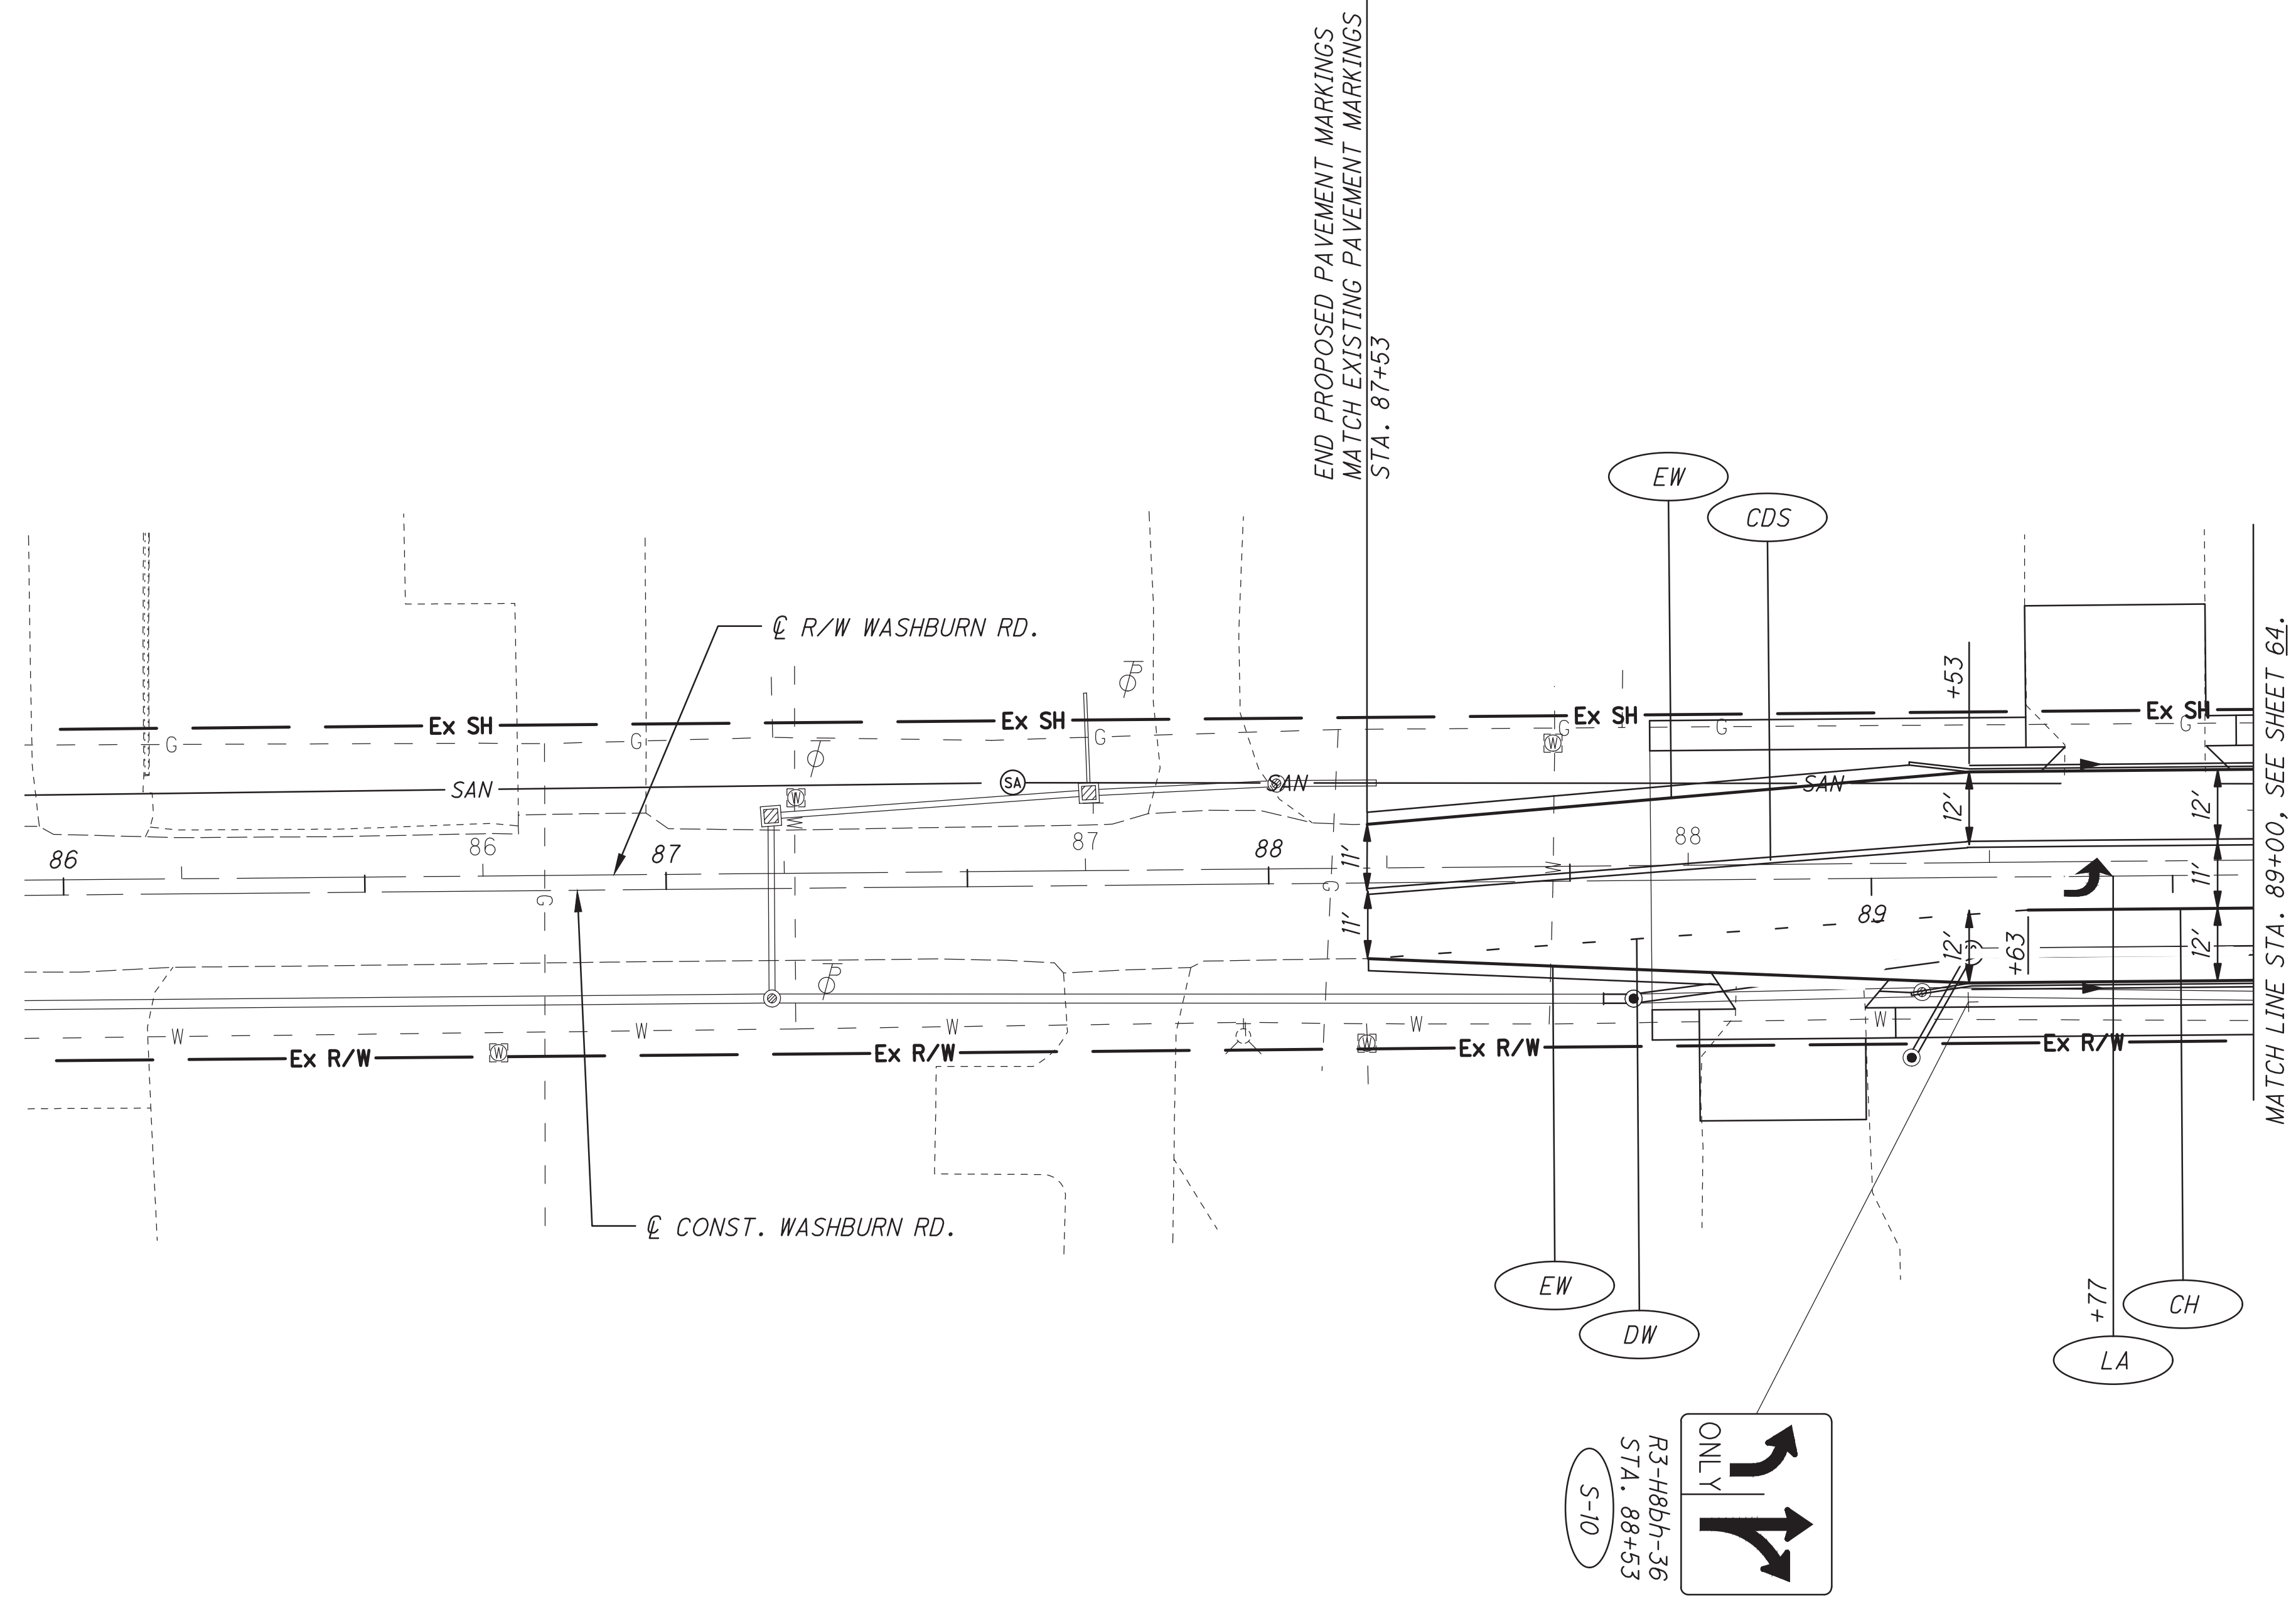 END PROPOSED PAVEMENT MARKINGS
MATCH EXISTING PAVEMENT MARKINGS
STA. 87+53
EW
CDS
℄ R/W WASHBURN RD.
+53
Ex SH
Ex SH
Ex SH
Ex SH
G
G
G
G
G
G
W
W
SAN
SA
SAN
SAN
W
12'
12'
86
86
87
87
88
88
89
11'
11'
11'
W
G
G
12'
+63
12'
W
W
W
W
W
W
W
Ex R/W
Ex R/W
Ex R/W
Ex R/W
℄ CONST. WASHBURN RD.
EW
DW
+77
LA
CH
MATCH LINE STA. 89+00, SEE SHEET 64.
ONLY
R3-H8bh-36
STA. 88+53
S-10